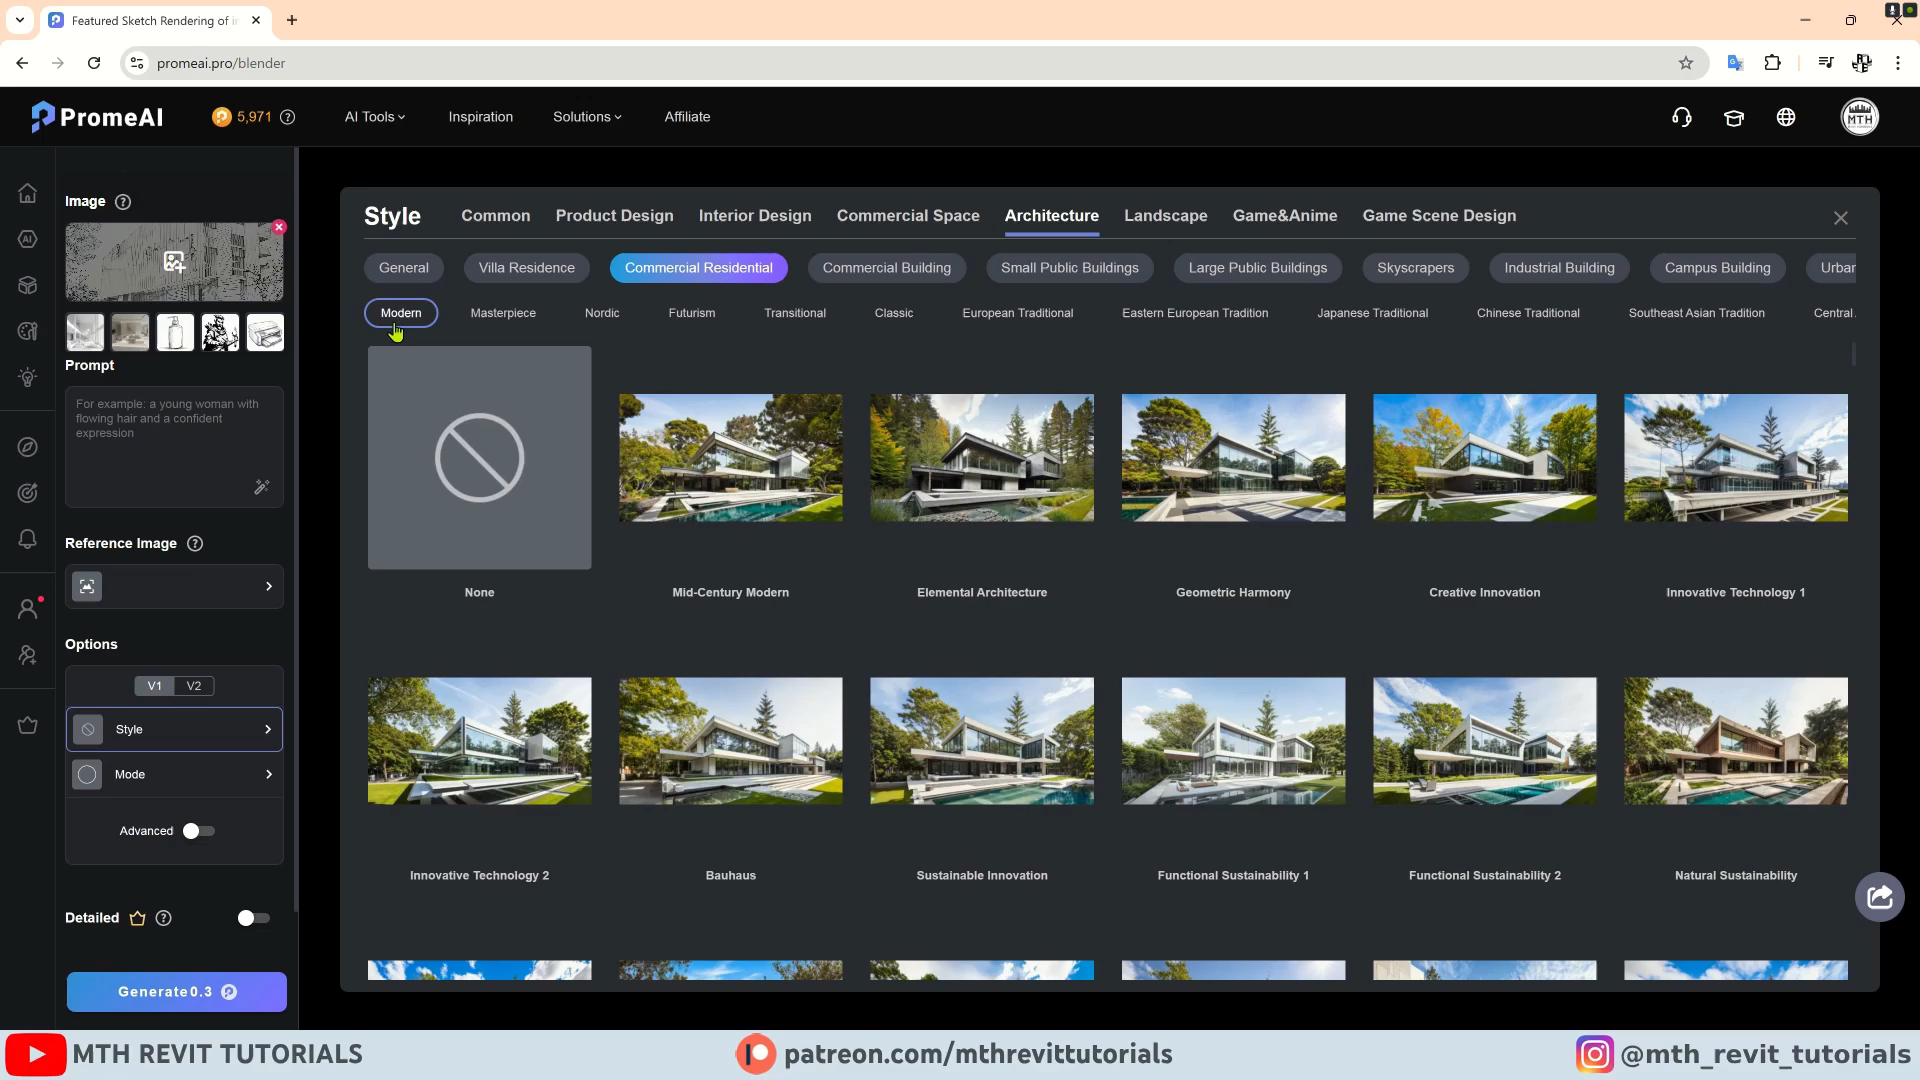 Featured Sketch Rendering of in
promeai.pro/blender
PromeAI
5,971
AI Tools
Inspiration
Solutions
Affiliate
MTH
Image
Prompt
For example: a young woman with
flowing hair and a confident
expression
Reference Image
Options
V1 V2
Style
Mode
Advanced
Detailed
Generate0.3
Style
Common
Product Design
Interior Design
Commercial Space
Architecture
Landscape
Game&Anime
Game Scene Design
General
Villa Residence
Commercial Residential
Commercial Building
Small Public Buildings
Large Public Buildings
Skyscrapers
Industrial Building
Campus Building
Urbar
Modern
Masterpiece
Nordic
Futurism
Transitional
Classic
European Traditional
Eastern European Tradition
Japanese Traditional
Chinese Traditional
Southeast Asian Tradition
Central
None
Mid-Century Modern
Elemental Architecture
Geometric Harmony
Creative Innovation
Innovative Technology 1
Innovative Technology 2
Bauhaus
Sustainable Innovation
Functional Sustainability 1
Functional Sustainability 2
Natural Sustainability
MTH REVIT TUTORIALS
patreon.com/mthrevittutorials
@mth_revit_tutorials